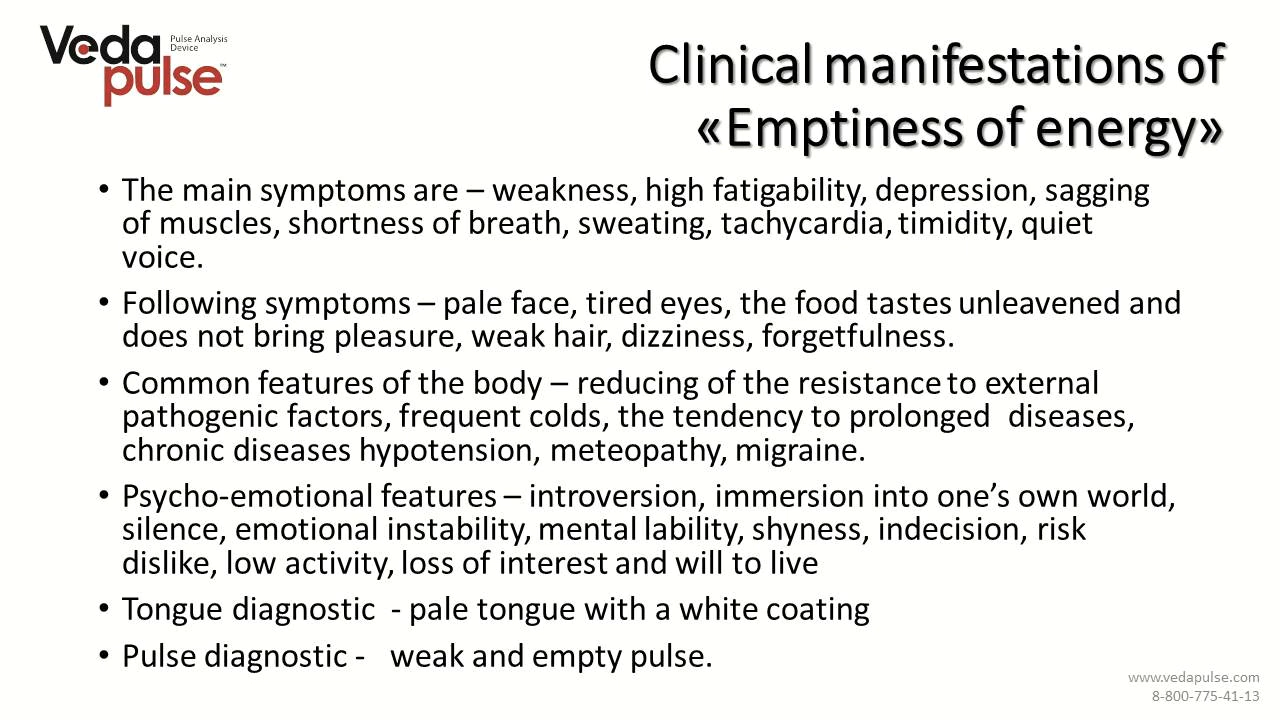 Veda
pulse™
Pulse Analysis
Device
Clinical manifestations of
«Emptiness of energy»
• The main symptoms are – weakness, high fatigability, depression, sagging
of muscles, shortness of breath, sweating, tachycardia, timidity, quiet
voice.
• Following symptoms – pale face, tired eyes, the food tastes unleavened and
does not bring pleasure, weak hair, dizziness, forgetfulness.
• Common features of the body – reducing of the resistance to external
pathogenic factors, frequent colds, the tendency to prolonged diseases,
chronic diseases hypotension, meteopathy, migraine.
• Psycho-emotional features – introversion, immersion into one’s own world,
silence, emotional instability, mental lability, shyness, indecision, risk
dislike, low activity, loss of interest and will to live
• Tongue diagnostic - pale tongue with a white coating
• Pulse diagnostic - weak and empty pulse.
www.vedapulse.com
8-800-775-41-13